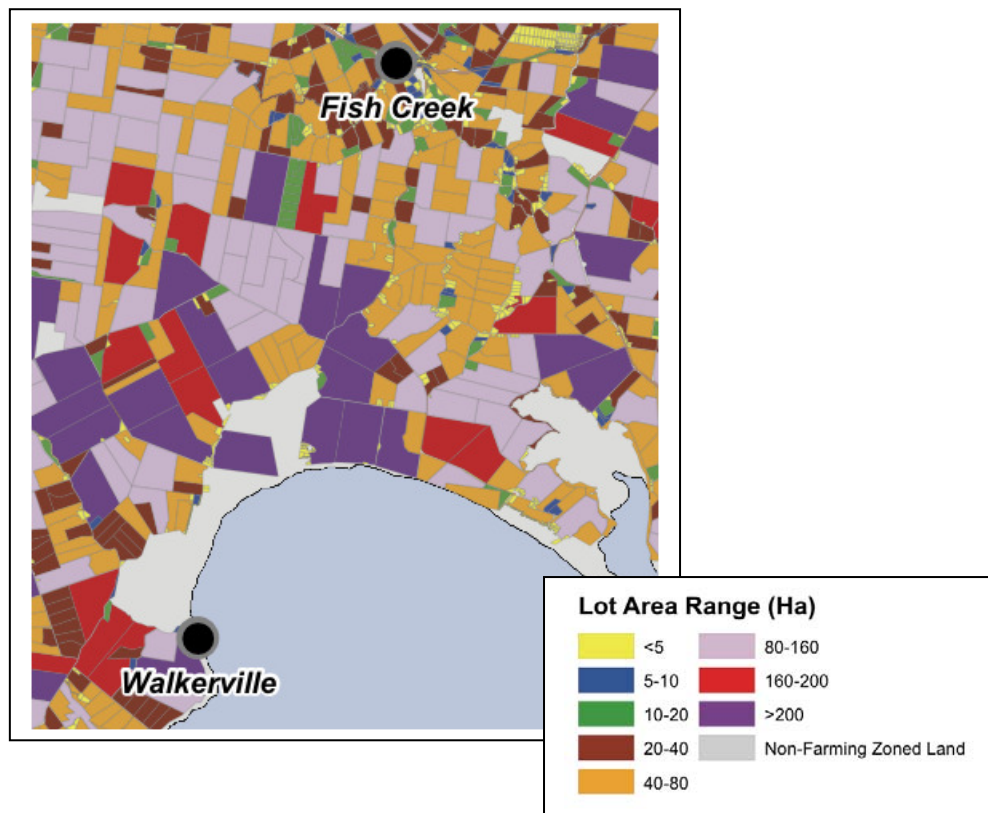 Fish Creek
Walkerville
Lot Area Range (Ha)
<5
5-10
10-20
20-40
40-80
80-160
160-200
>200
Non-Farming Zoned Land